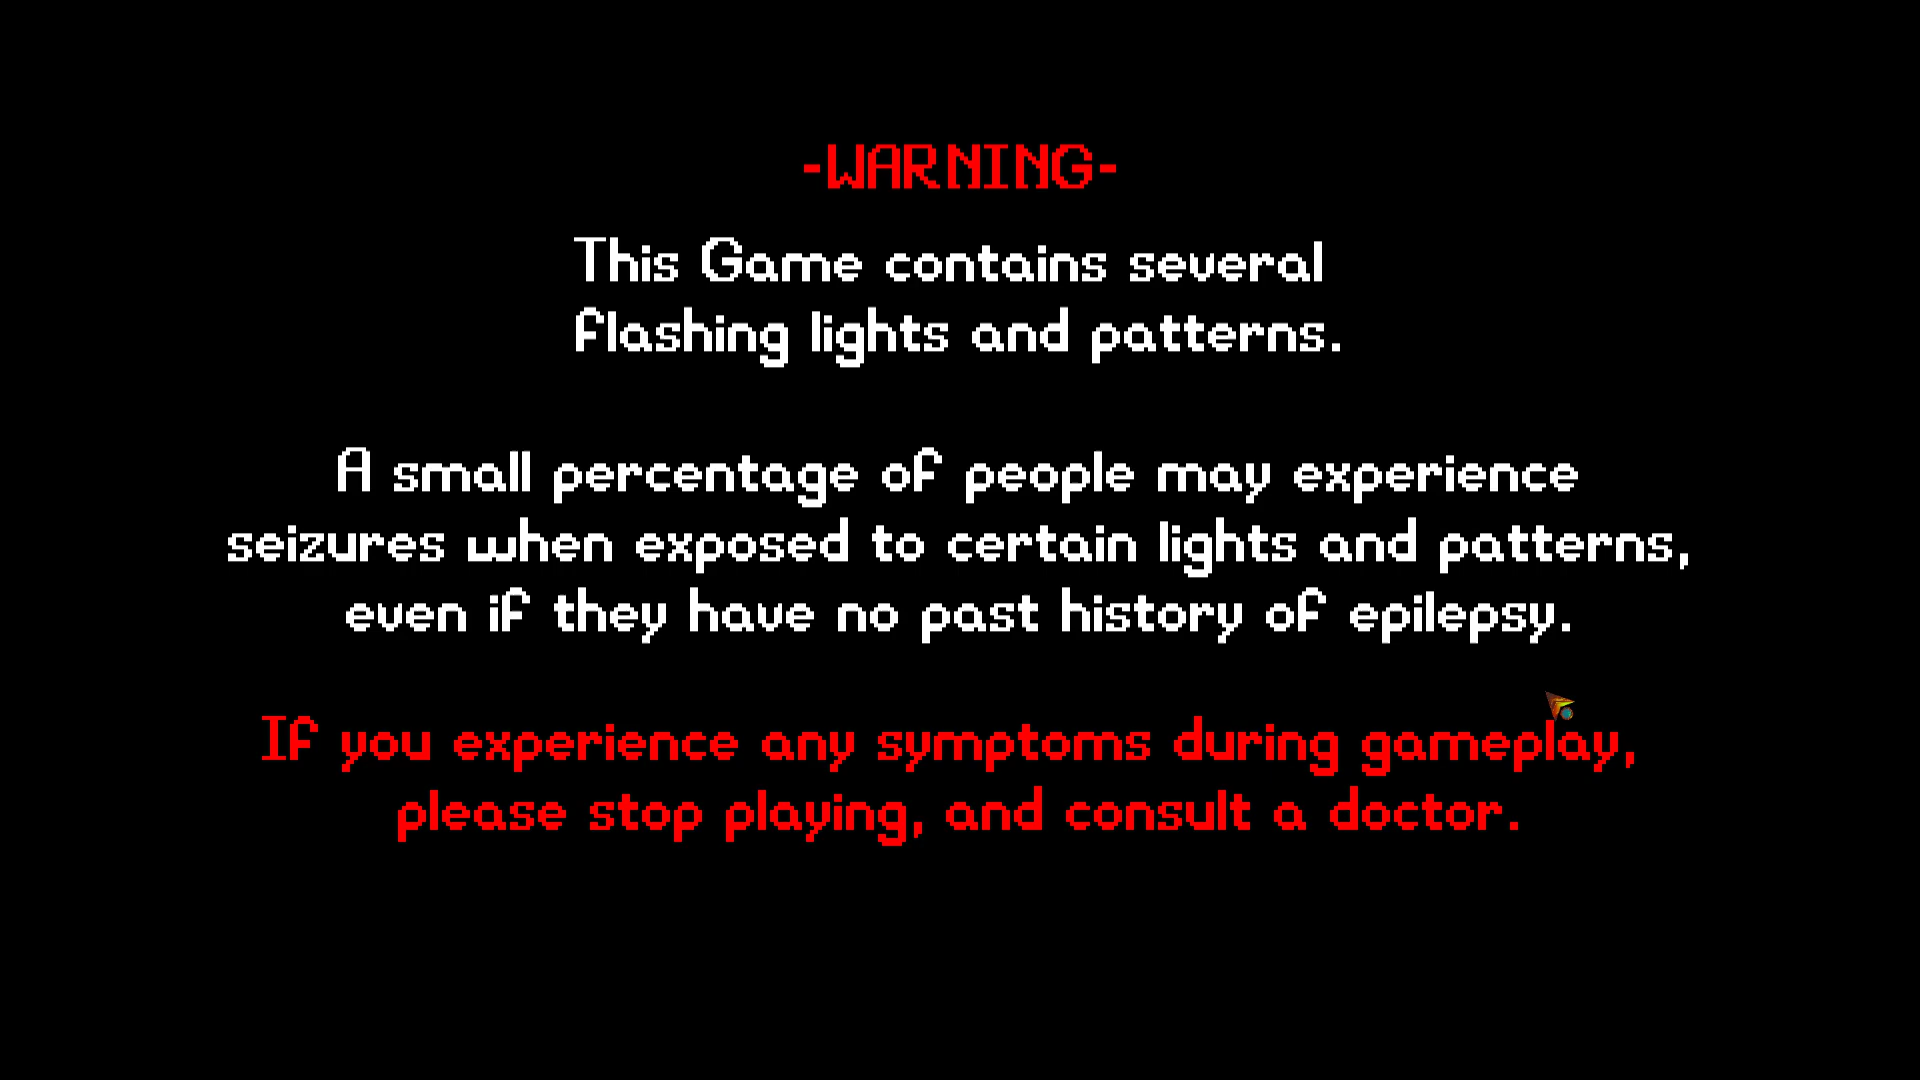 -WARNING-
This Game contains several
flashing lights and patterns.
A small percentage of people may experience
seizures when exposed to certain lights and patterns,
even if they have no past history of epilepsy.
If you experience any symptoms during gameplay,
please stop playing, and consult a doctor.